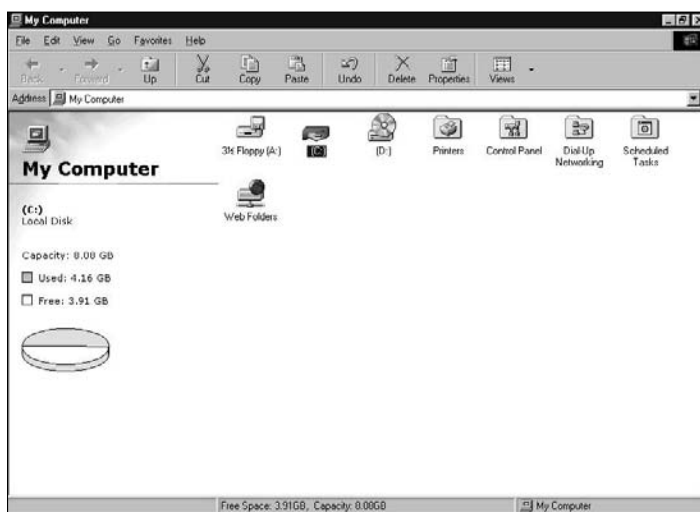 My Computer
File Edit View Go Favorites Help
Back Forward Up Cut Copy Paste Undo Delete Properties Views
Address My Computer
My Computer
(C:)
Local Disk
Capacity: 8.08 GB
Used: 4.16 GB
Free: 3.91 GB
3½ Floppy (A:) (C:) (D:) Printers Control Panel Dial-Up Networking Scheduled Tasks
Web Folders
Free Space: 3.91GB, Capacity: 8.08GB My Computer